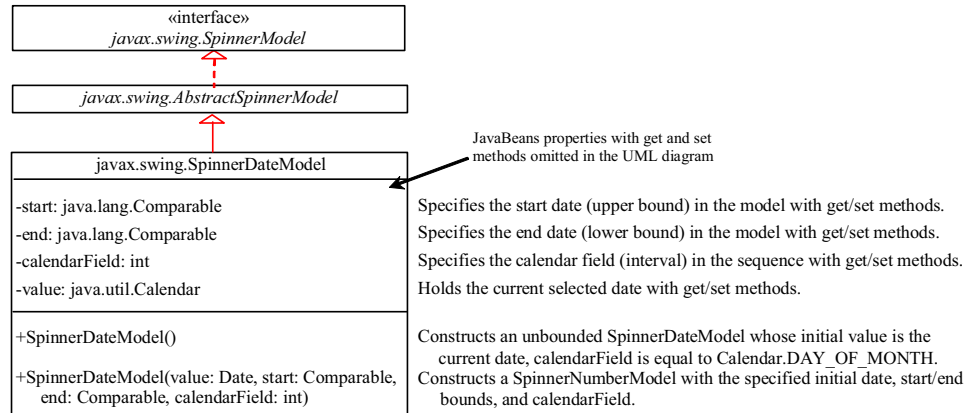 «interface»
javax.swing.SpinnerModel
javax.swing.AbstractSpinnerModel
JavaBeans properties with get and set
methods omitted in the UML diagram
javax.swing.SpinnerDateModel
-start: java.lang.Comparable
Specifies the start date (upper bound) in the model with get/set methods.
-end: java.lang.Comparable
Specifies the end date (lower bound) in the model with get/set methods.
-calendarField: int
Specifies the calendar field (interval) in the sequence with get/set methods.
-value: java.util.Calendar
Holds the current selected date with get/set methods.
+SpinnerDateModel()
Constructs an unbounded SpinnerDateModel whose initial value is the
current date, calendarField is equal to Calendar.DAY_OF_MONTH.
+SpinnerDateModel(value: Date, start: Comparable,
end: Comparable, calendarField: int)
Constructs a SpinnerNumberModel with the specified initial date, start/end
bounds, and calendarField.